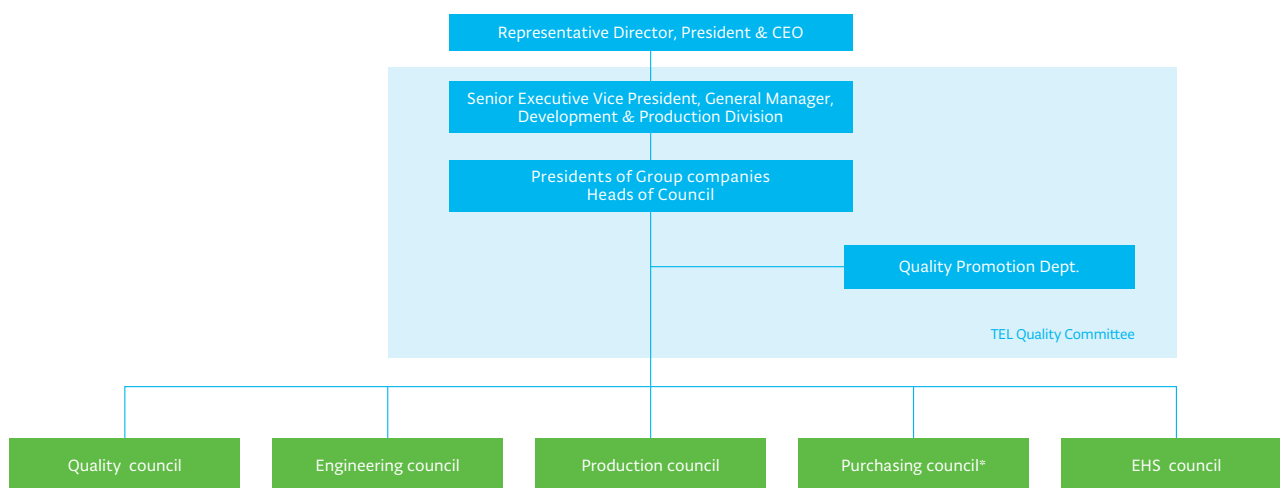 Representative Director, President & CEO
Senior Executive Vice President, General Manager,
Development & Production Division
Presidents of Group companies
Heads of Council
Quality Promotion Dept.
TEL Quality Committee
Quality council
Engineering council
Production council
Purchasing council*
EHS council